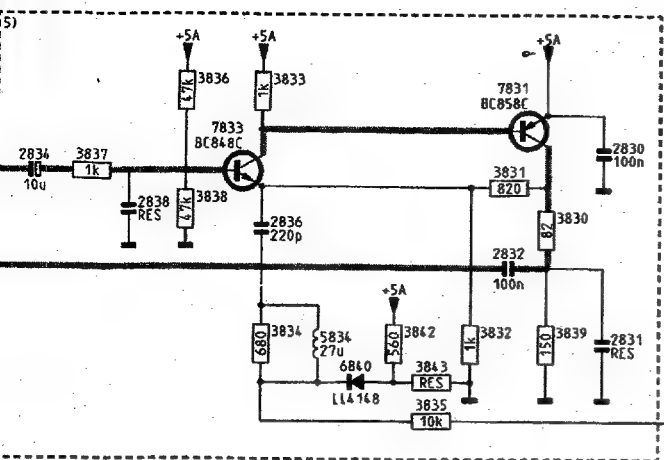 5)
+5A
+5A
+5A
3836
47k
3833
1k
7831
BC858C
7833
BC848C
2834
10u
3837
1k
2838
RES
3838
47k
3831
820
2830
100n
2836
220p
3830
82
2832
100n
+5A
3834
680
5834
27u
3842
560
3832
1k
3839
150
2831
RES
6840
LL4148
3843
RES
3835
10k